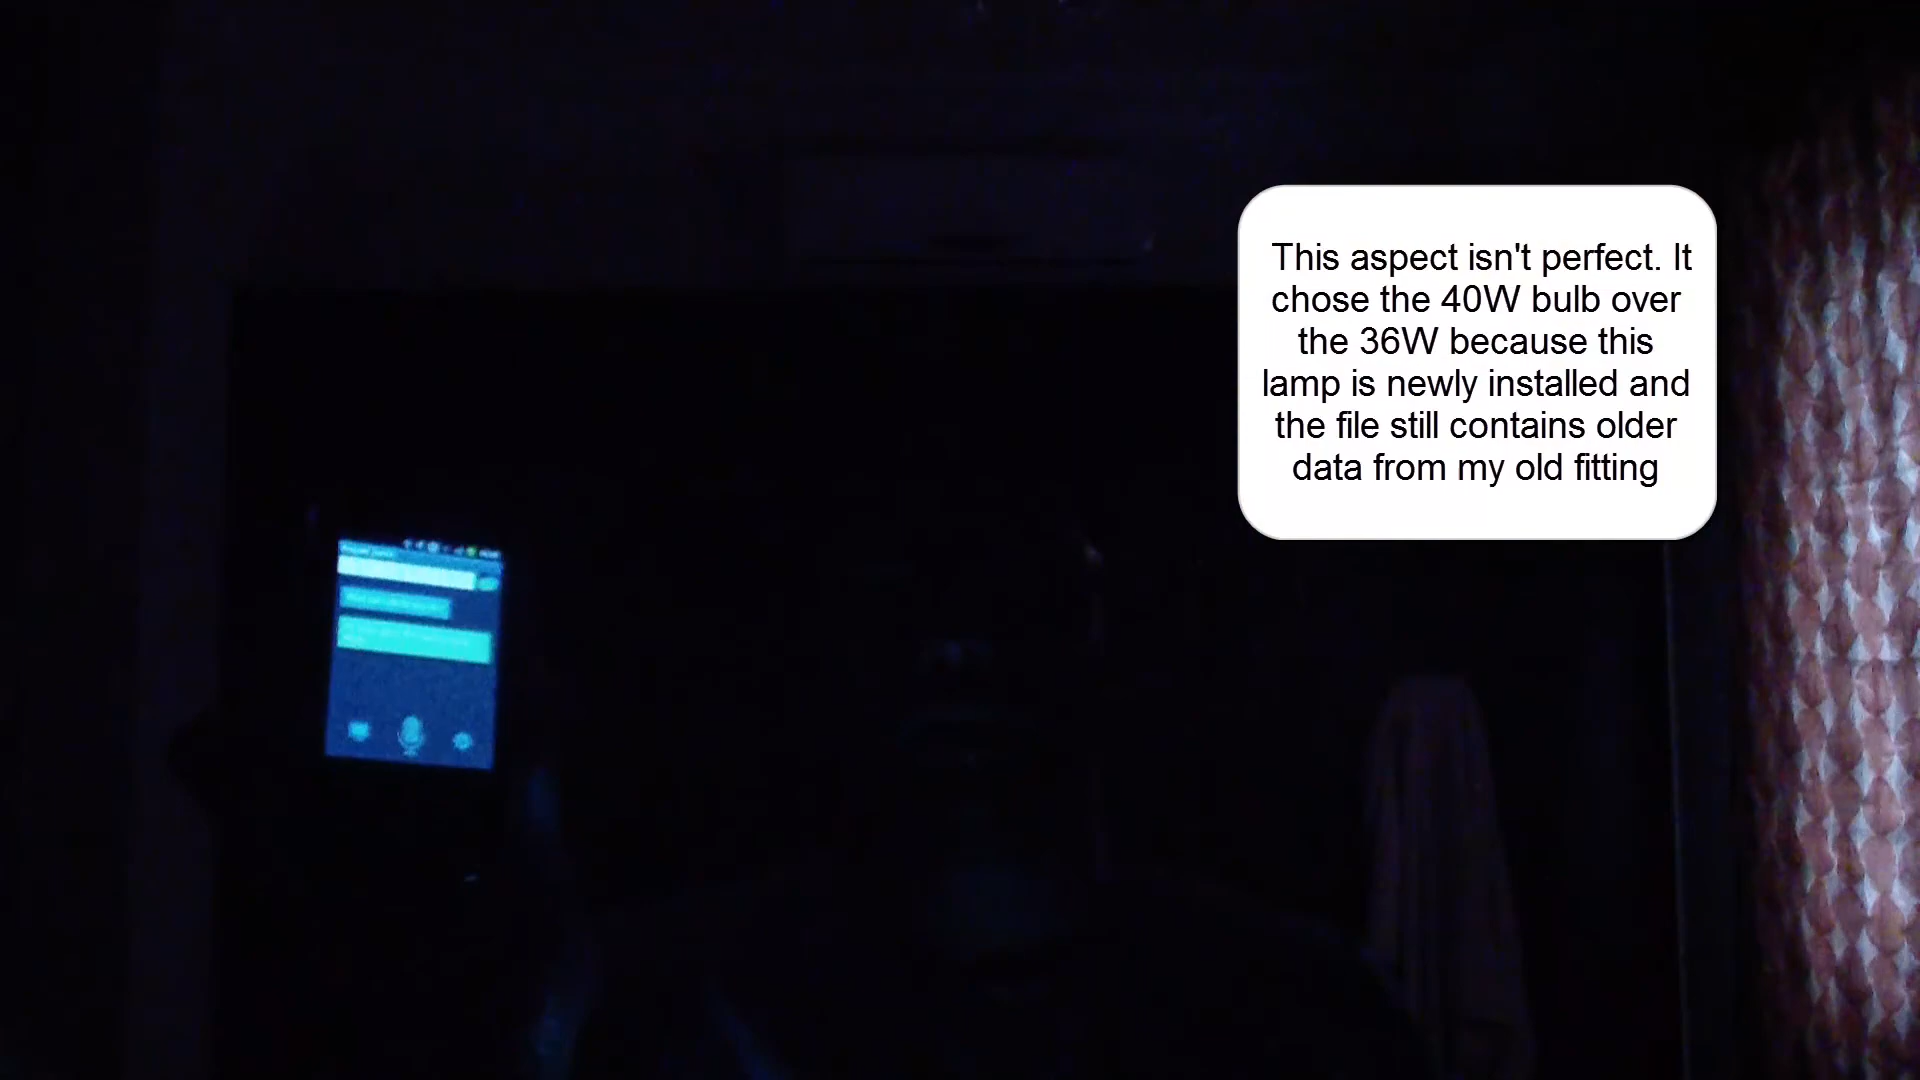 This aspect isn't perfect. It
chose the 40W bulb over
the 36W because this
lamp is newly installed and
the file still contains older
data from my old fitting